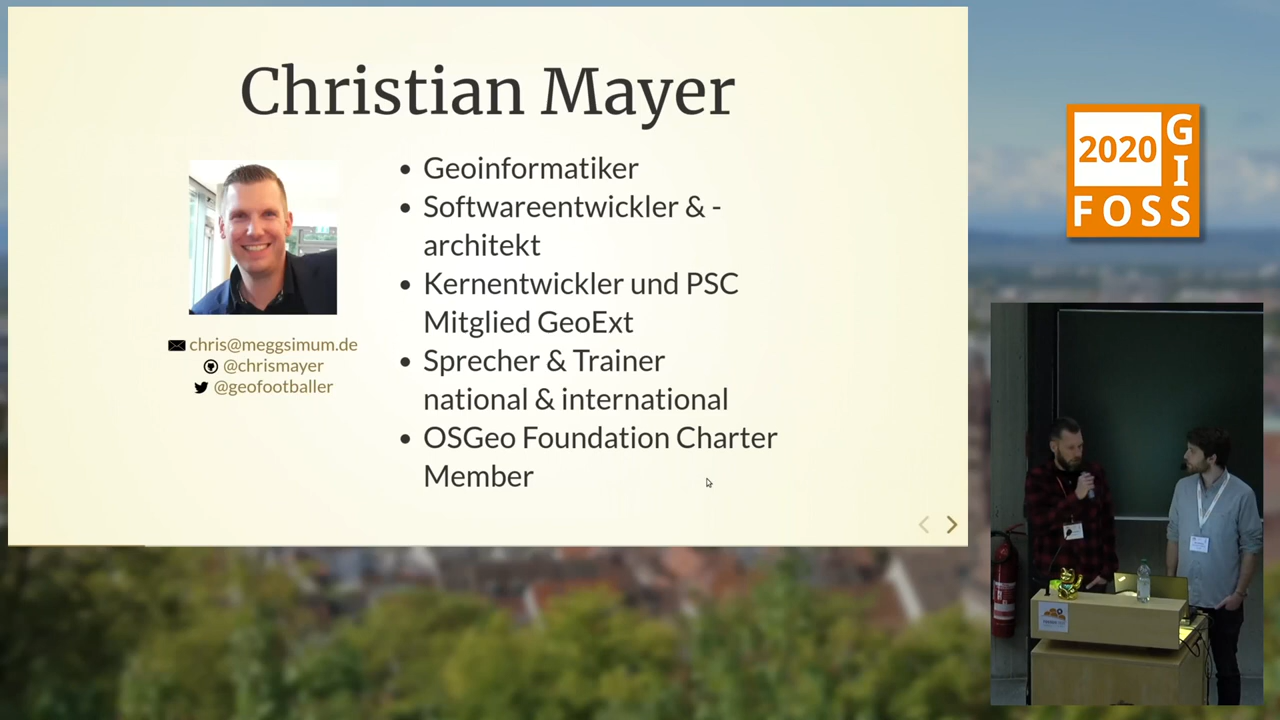 Christian Mayer
chris@meggsimum.de
@chrismayer
@geofootballer
Geoinformatiker
Softwareentwickler & -
architekt
Kernentwickler und PSC
Mitglied GeoExt
Sprecher & Trainer
national & international
OSGeo Foundation Charter
Member
2020
GIS
FOSS